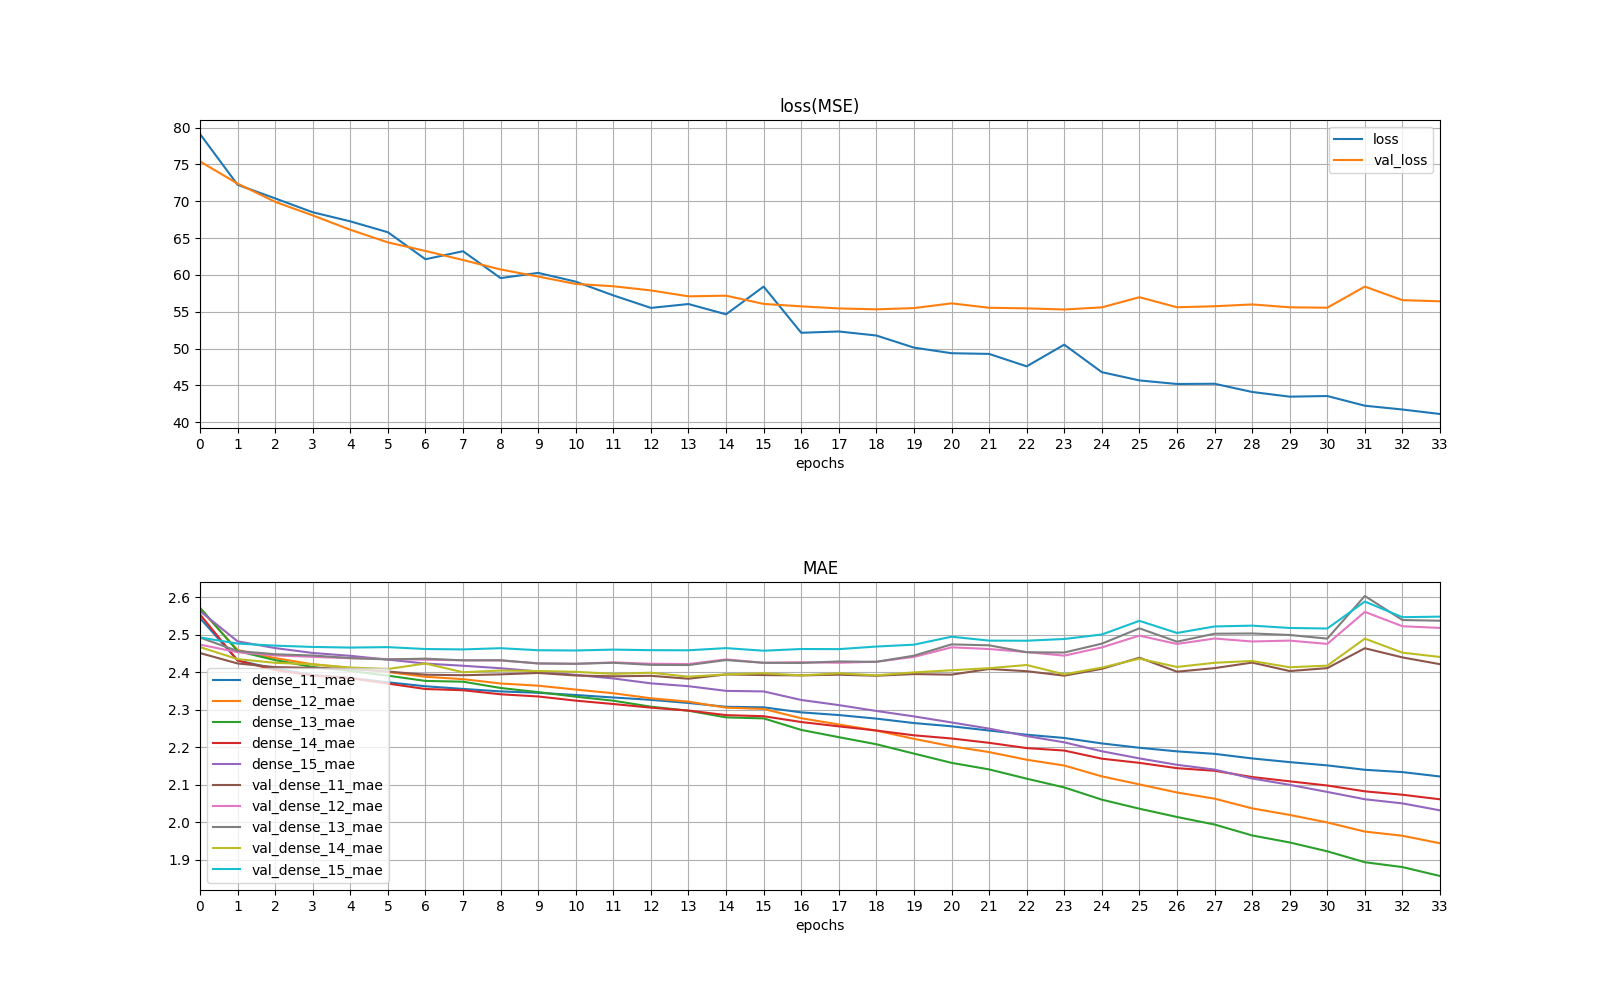 loss(MSE)
80
75
70
65
60
55
50
45
40
loss
val_loss
0 1 2 3 4 5 6 7 8 9 10 11 12 13 14 15 16 17 18 19 20 21 22 23 24 25 26 27 28 29 30 31 32 33
epochs
MAE
2.6
2.5
2.4
2.3
2.2
2.1
2.0
1.9
dense_11_mae
dense_12_mae
dense_13_mae
dense_14_mae
dense_15_mae
val_dense_11_mae
val_dense_12_mae
val_dense_13_mae
val_dense_14_mae
val_dense_15_mae
0 1 2 3 4 5 6 7 8 9 10 11 12 13 14 15 16 17 18 19 20 21 22 23 24 25 26 27 28 29 30 31 32 33
epochs